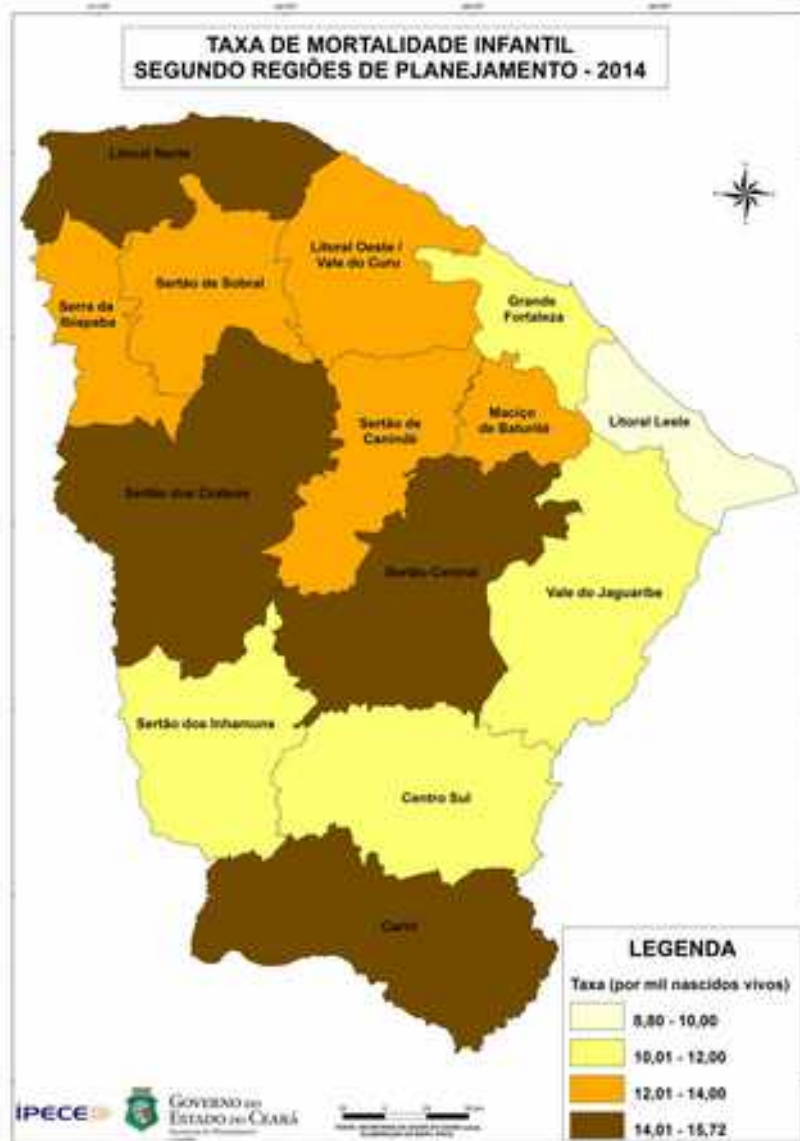 TAXA DE MORTALIDADE INFANTIL
SEGUNDO REGIÕES DE PLANEJAMENTO - 2014
Litoral Norte
Litoral Oeste /
Vale do Curu
Sertão de Sobral
Grande
Fortaleza
Serra da
Ibiapaba
Sertão de
Canindé
Maciço
de Baturité
Litoral Leste
Sertão dos Crateús
Sertão Central
Vale do Jaguaribe
Sertão dos Inhamuns
Centro Sul
Cariri
LEGENDA
Taxa (por mil nascidos vivos)
8,80 - 10,00
10,01 - 12,00
12,01 - 14,00
14,01 - 15,72
IPECE
GOVERNO DO
ESTADO DO CEARÁ